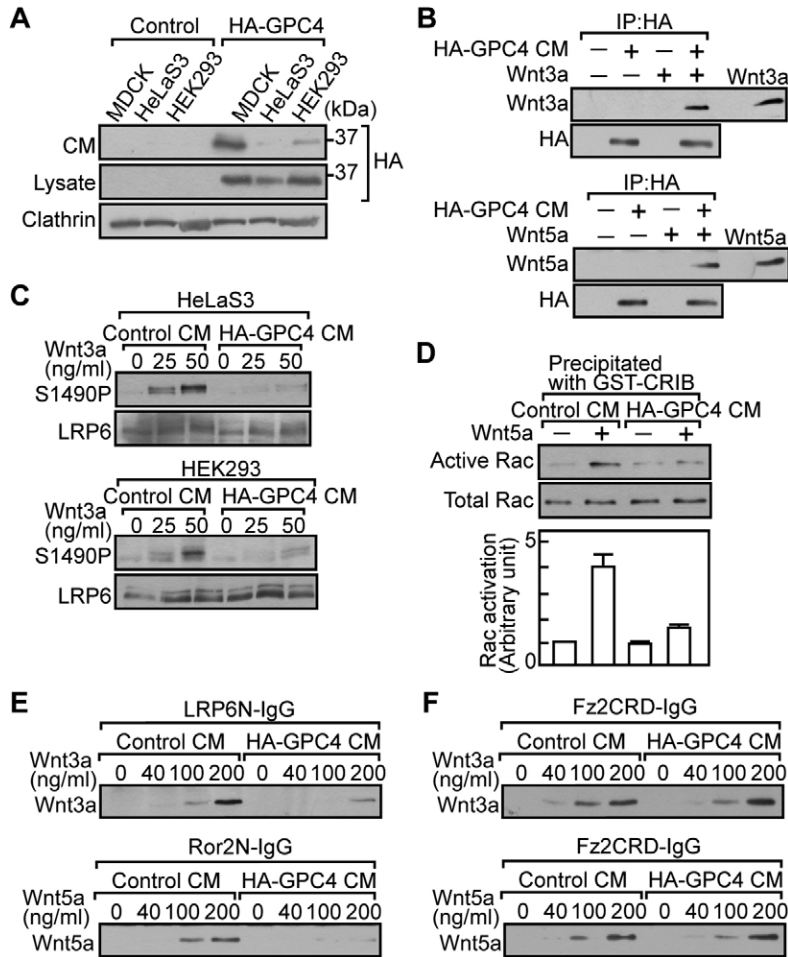 A
Control HA-GPC4
MDCK HeLaS3 HEK293 MDCK HeLaS3 HEK293 (kDa)
CM -37
Lysate -37
HA
Clathrin
B
IP:HA
HA-GPC4 CM − + − +
Wnt3a − − + + Wnt3a
Wnt3a
HA
IP:HA
HA-GPC4 CM − + − +
Wnt5a − − + + Wnt5a
Wnt5a
HA
C
HeLaS3
Control CM HA-GPC4 CM
Wnt3a (ng/ml) 0 25 50 0 25 50
S1490P
LRP6
HEK293
Control CM HA-GPC4 CM
Wnt3a (ng/ml) 0 25 50 0 25 50
S1490P
LRP6
D
Precipitated
with GST-CRIB
Control CM HA-GPC4 CM
Wnt5a − + − +
Active Rac
Total Rac
Rac activation
(Arbitrary unit)
5
0
E
LRP6N-IgG
Control CM HA-GPC4 CM
Wnt3a (ng/ml) 0 40 100 200 0 40 100 200
Wnt3a
Ror2N-IgG
Control CM HA-GPC4 CM
Wnt5a (ng/ml) 0 40 100 200 0 40 100 200
Wnt5a
F
Fz2CRD-IgG
Control CM HA-GPC4 CM
Wnt3a (ng/ml) 0 40 100 200 0 40 100 200
Wnt3a
Fz2CRD-IgG
Control CM HA-GPC4 CM
Wnt5a (ng/ml) 0 40 100 200 0 40 100 200
Wnt5a